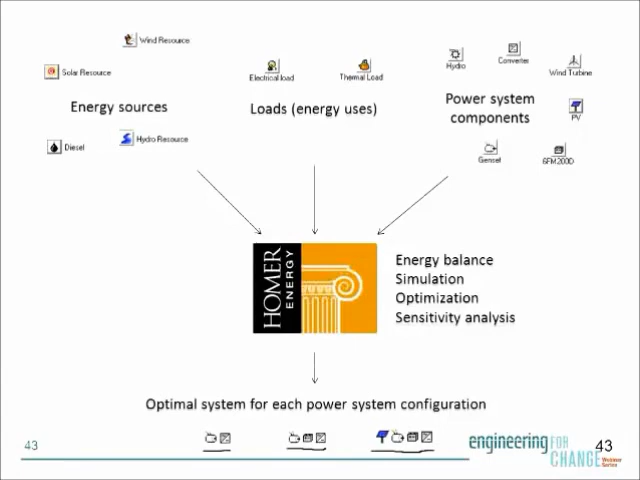 Wind Resource
Solar Resource
Energy sources
Diesel
Hydro Resource
Electrical load
Thermal Load
Loads (energy uses)
Hydro
Converter
Wind Turbine
Power system
components
PV
Genset
6FM200D
HOMER
ENERGY
Energy balance
Simulation
Optimization
Sensitivity analysis
Optimal system for each power system configuration
43
engineering FOR
CHANGE Webinar
Series
43